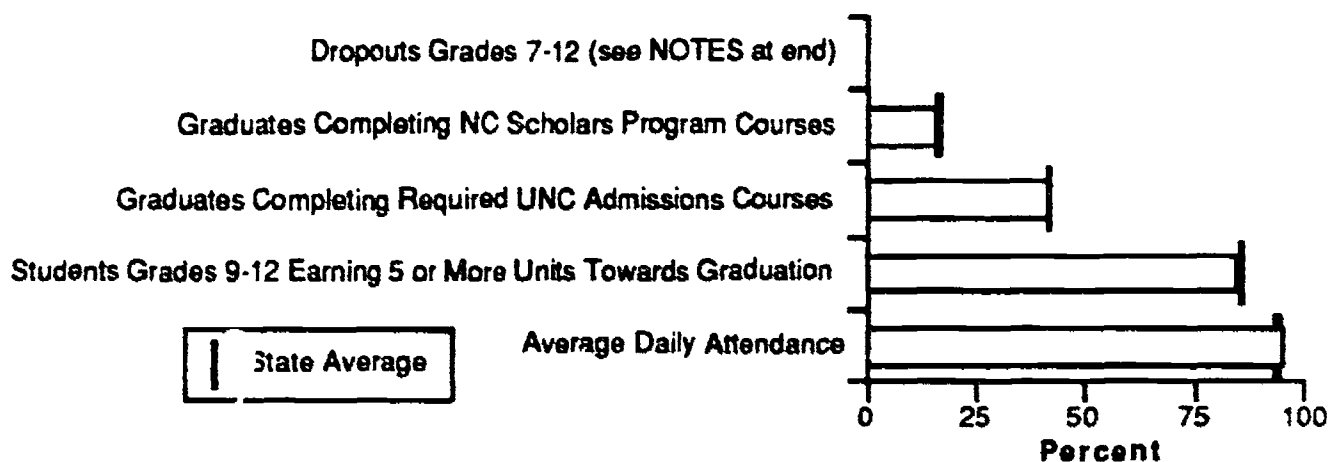 Dropouts Grades 7-12 (see NOTES at end)
Graduates Completing NC Scholars Program Courses
Graduates Completing Required UNC Admissions Courses
Students Grades 9-12 Earning 5 or More Units Towards Graduation
Average Daily Attendance
State Average
0 25 50 75 100
Percent